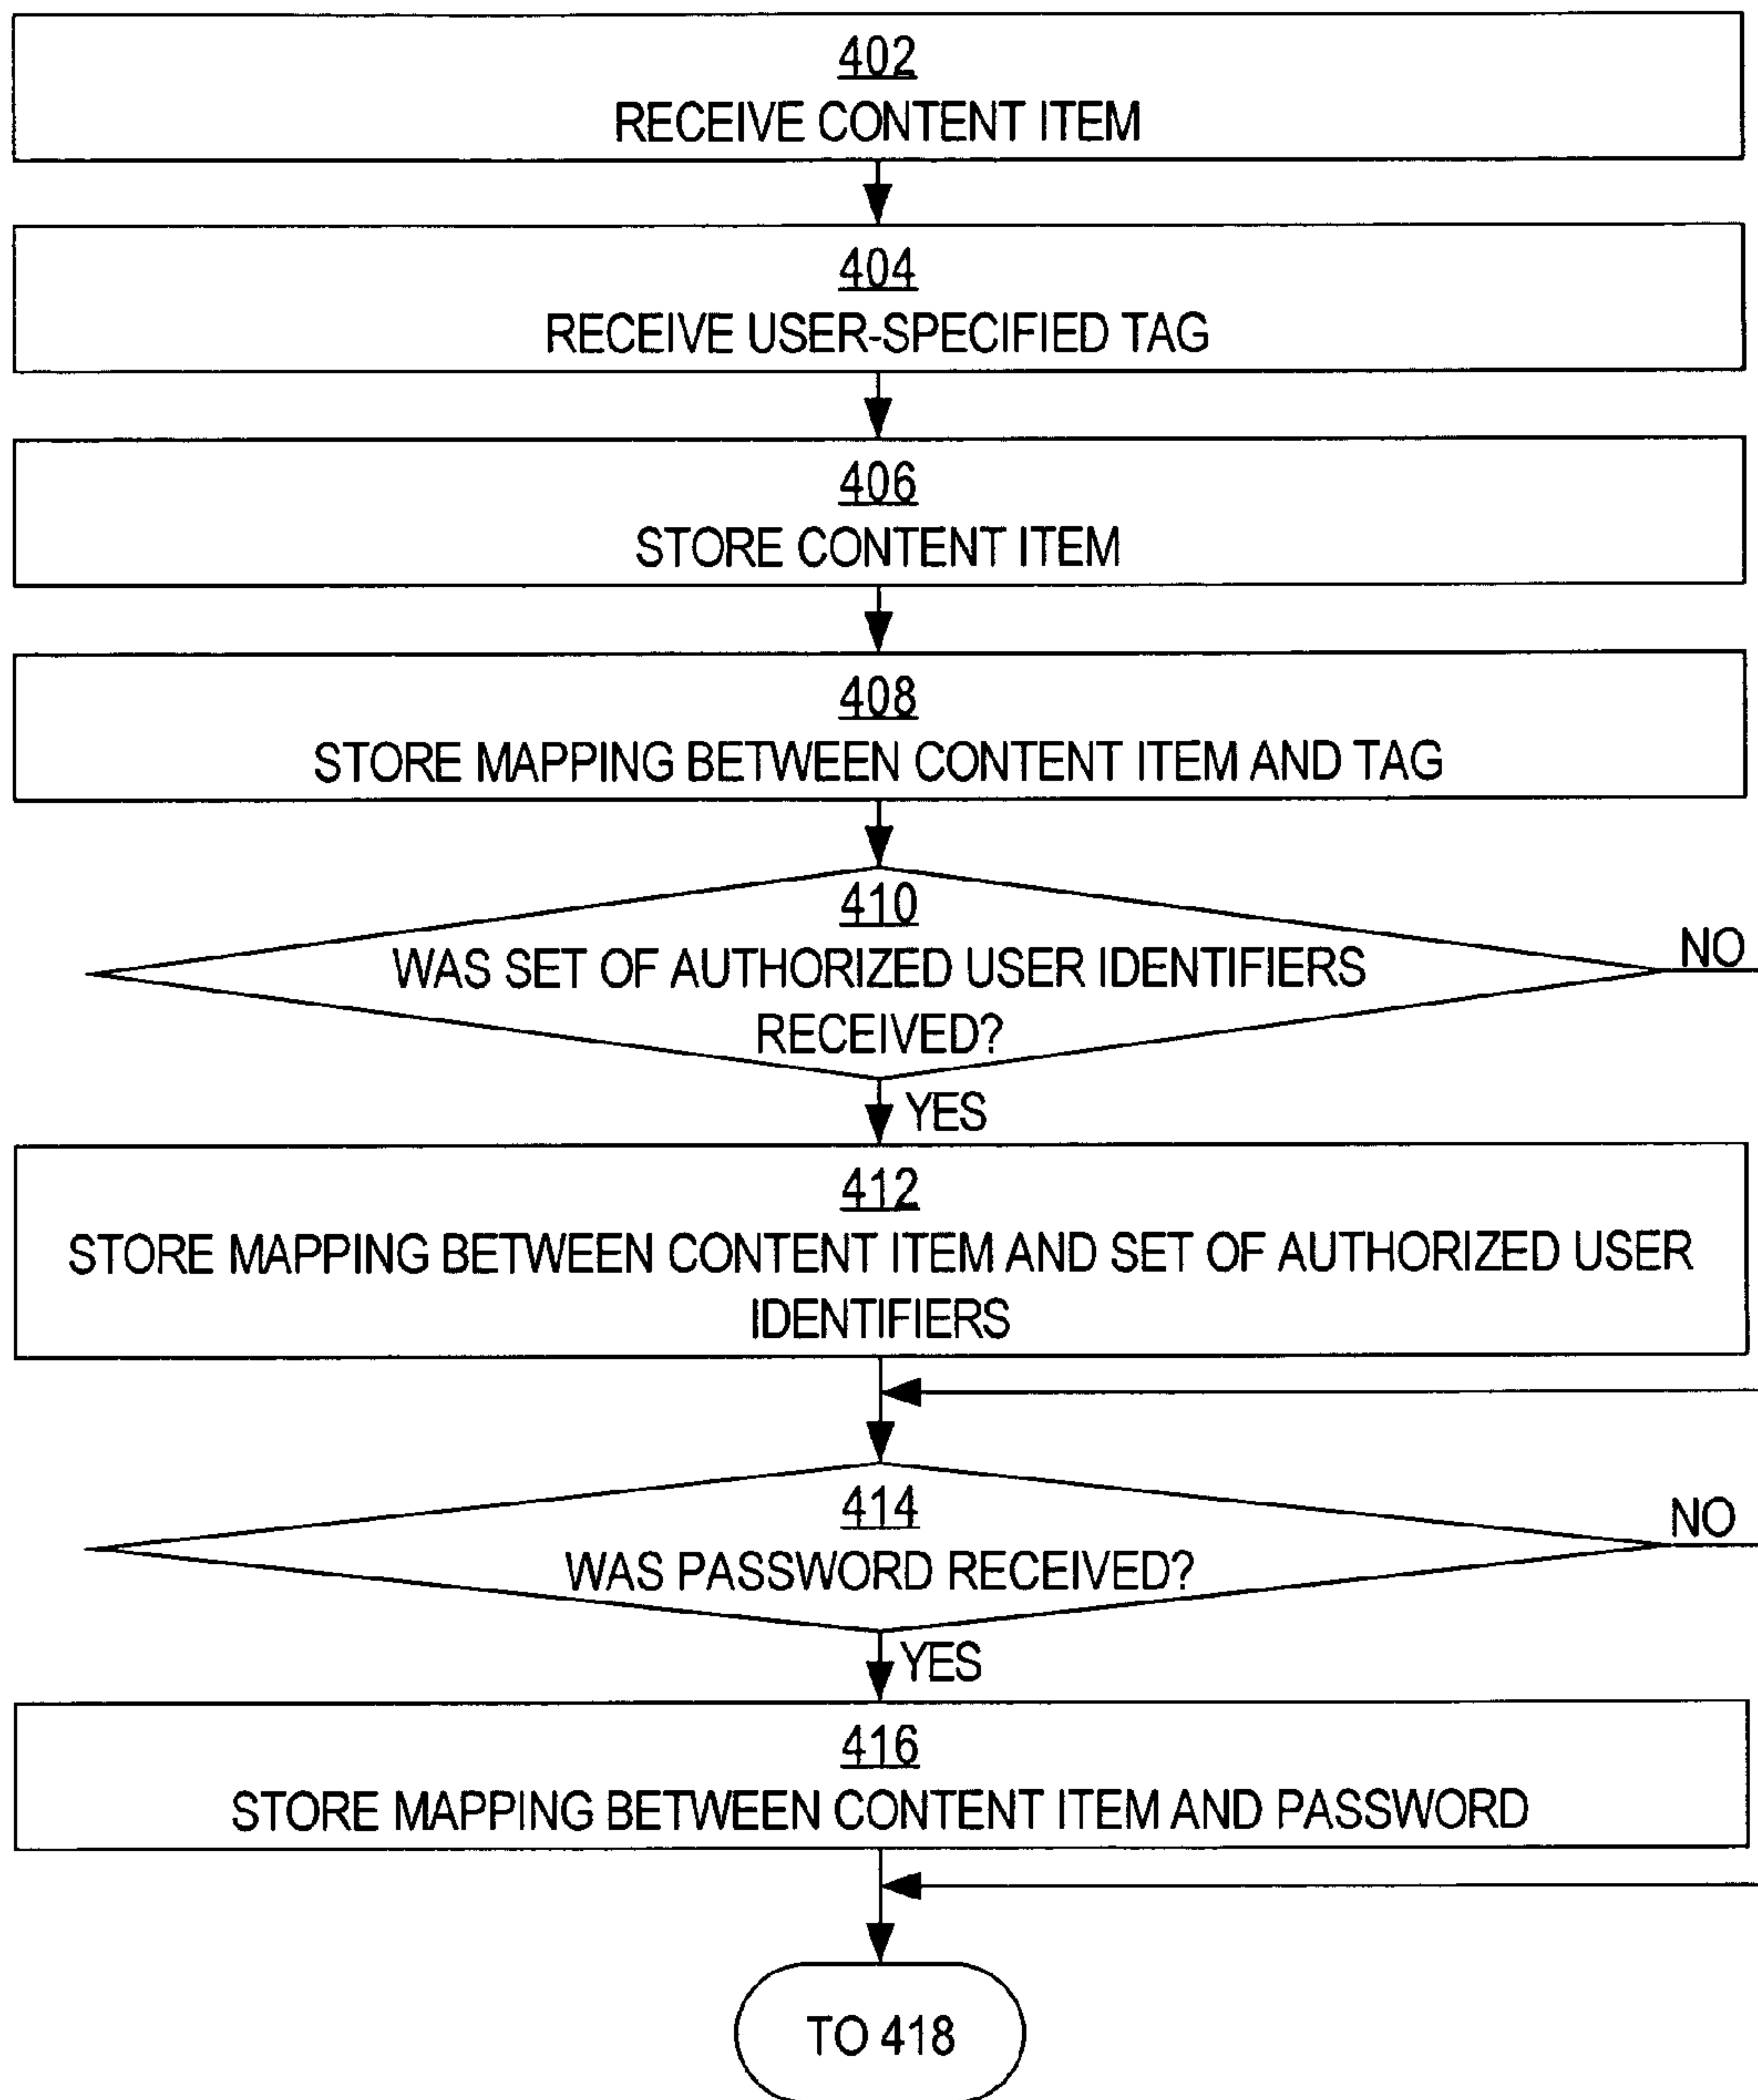 402
RECEIVE CONTENT ITEM
404
RECEIVE USER-SPECIFIED TAG
406
STORE CONTENT ITEM
408
STORE MAPPING BETWEEN CONTENT ITEM AND TAG
410
WAS SET OF AUTHORIZED USER IDENTIFIERS
RECEIVED?
NO
YES
412
STORE MAPPING BETWEEN CONTENT ITEM AND SET OF AUTHORIZED USER
IDENTIFIERS
414
WAS PASSWORD RECEIVED?
NO
YES
416
STORE MAPPING BETWEEN CONTENT ITEM AND PASSWORD
TO 418